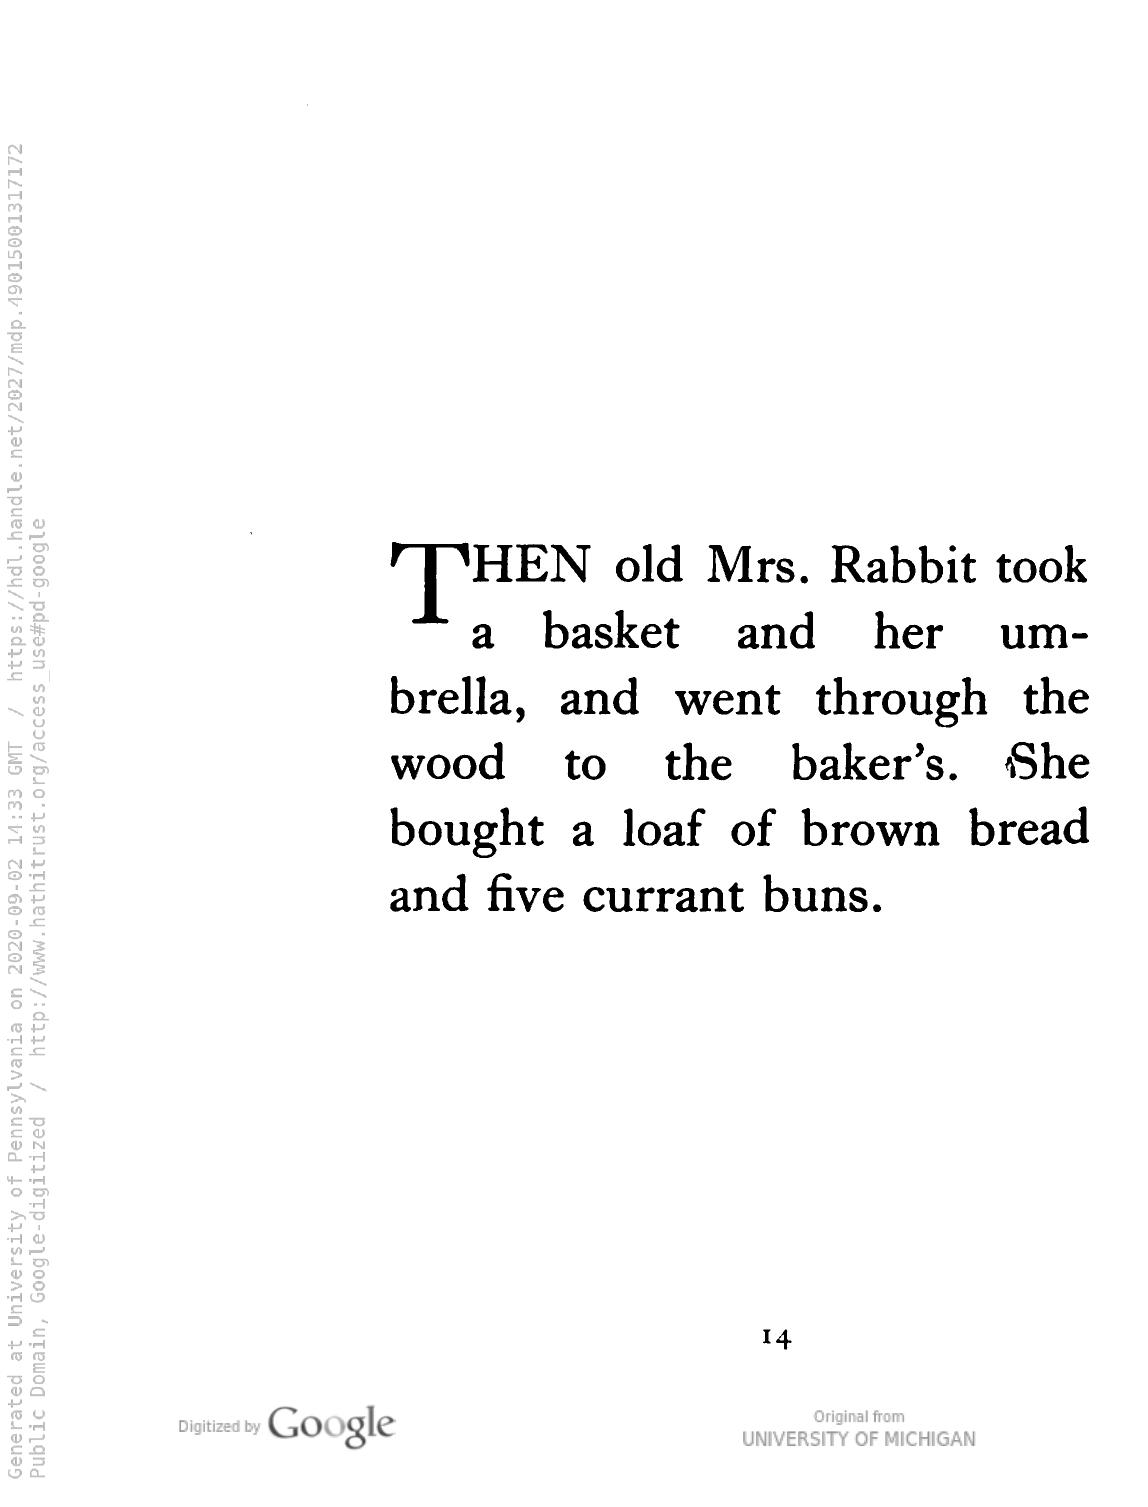 THEN old Mrs. Rabbit took
a basket and her um-
brella, and went through the
wood to the baker's. She
bought a loaf of brown bread
and five currant buns.
14
Digitized by Google
Original from
UNIVERSITY OF MICHIGAN
Generated at University of Pennsylvania on 2020-09-02 14:33 GMT / https://hdl.handle.net/2027/mdp.49015001317172
Public Domain, Google-digitized / http://www.hathitrust.org/access_use#pd-google